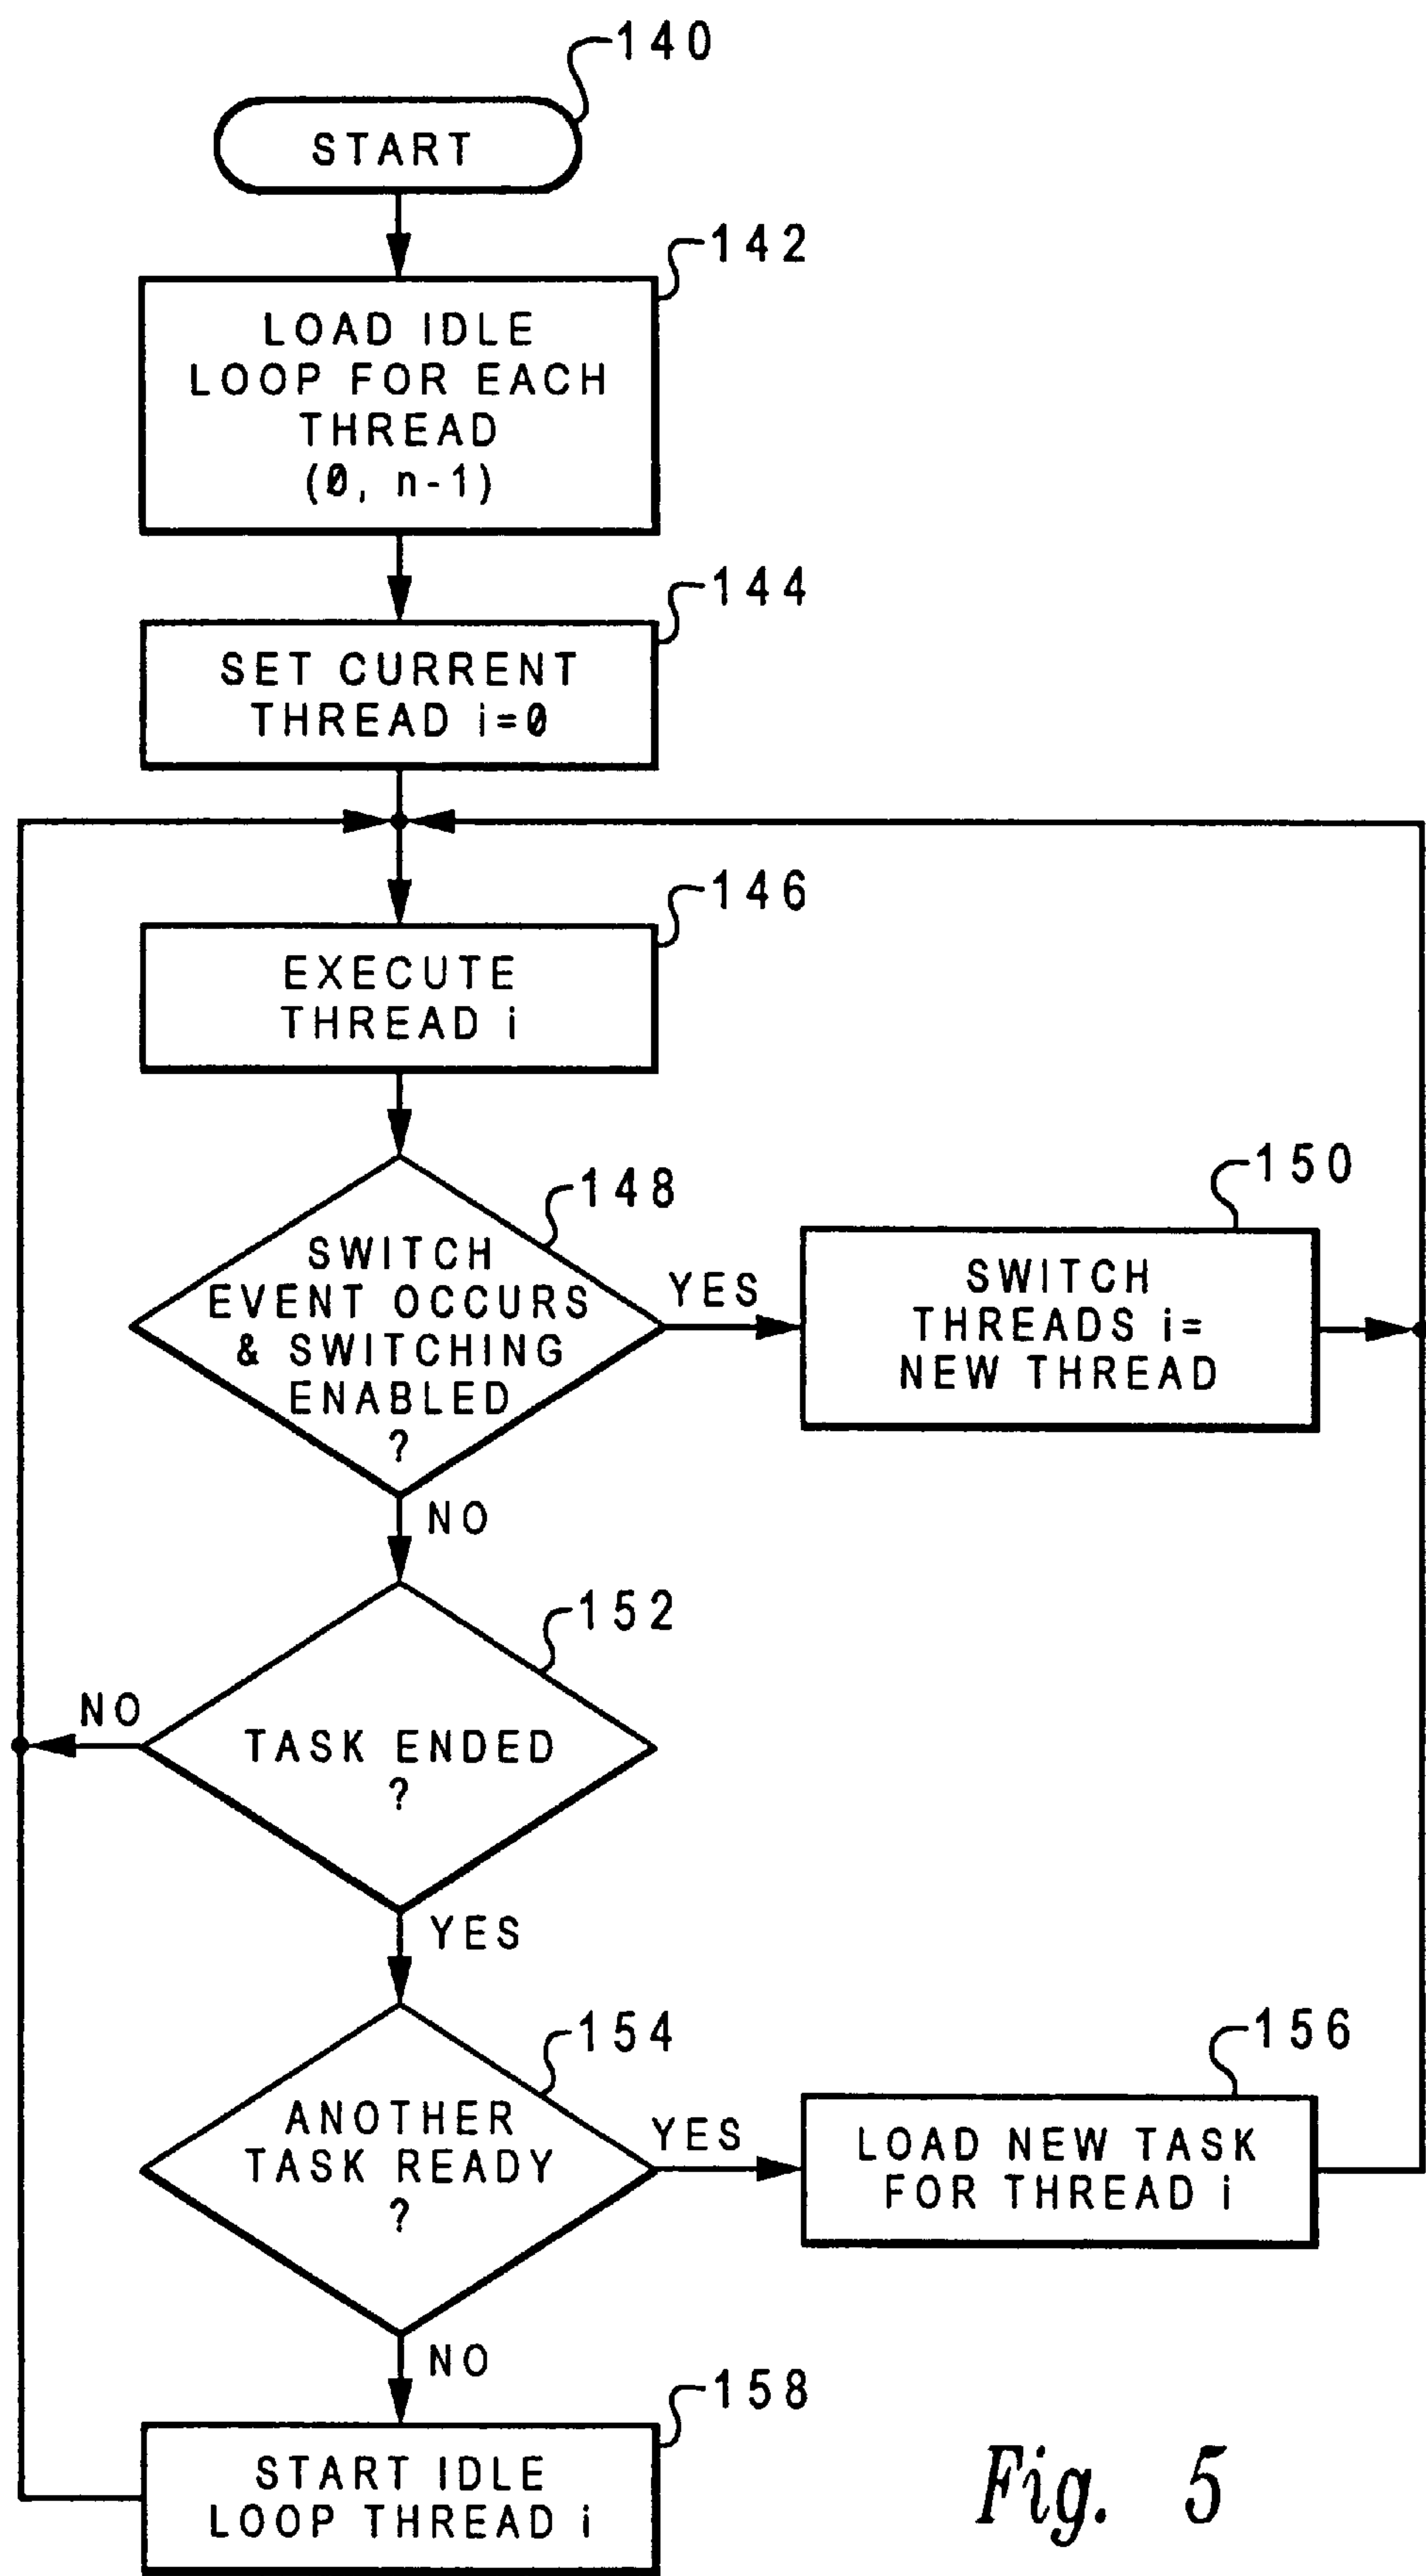 140
START
142
LOAD IDLE
LOOP FOR EACH
THREAD
(0, n-1)
144
SET CURRENT
THREAD i=0
146
EXECUTE
THREAD i
148
SWITCH
EVENT OCCURS
& SWITCHING
ENABLED
?
YES
150
SWITCH
THREADS i=
NEW THREAD
NO
152
TASK ENDED
?
NO
YES
154
ANOTHER
TASK READY
?
YES
156
LOAD NEW TASK
FOR THREAD i
NO
158
START IDLE
LOOP THREAD i
Fig. 5